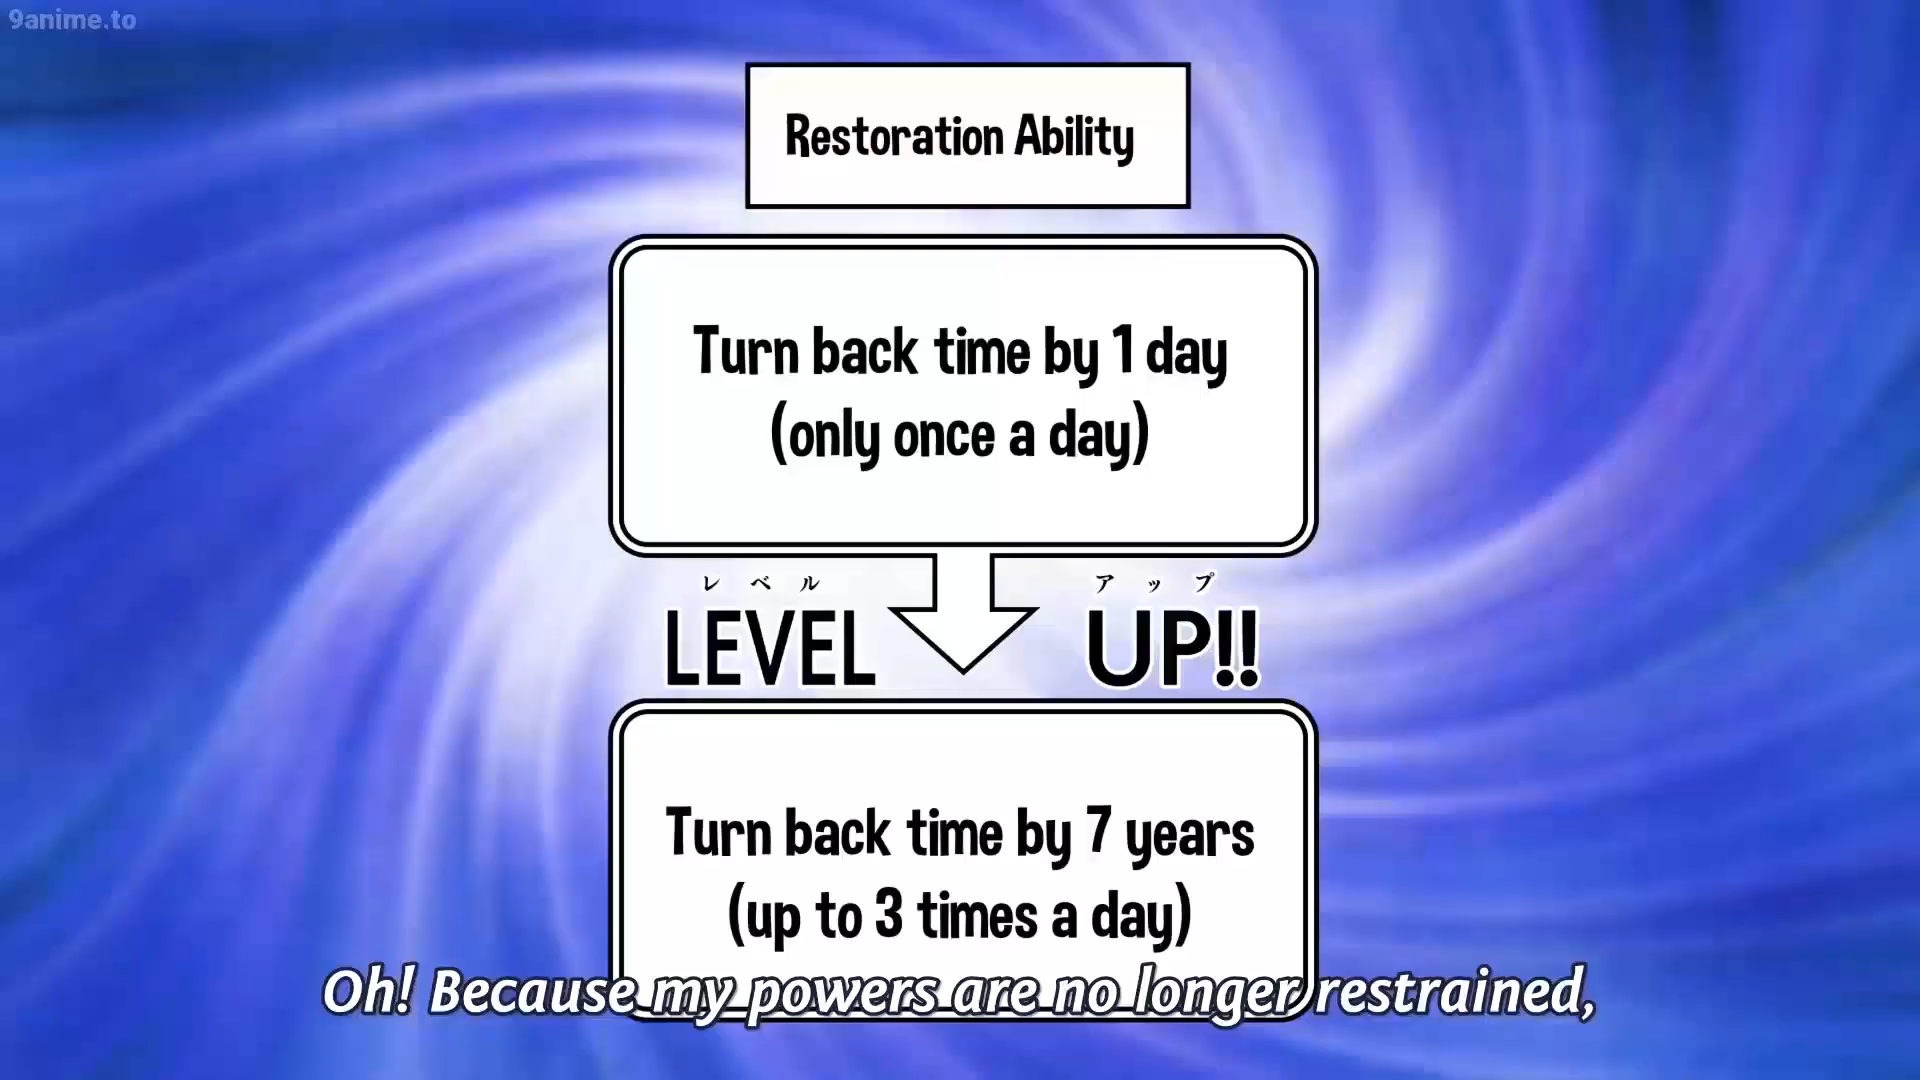 9anime.to
Restoration Ability
Turn back time by 1 day
(only once a day)
レベル アップ
LEVEL UP!!
Turn back time by 7 years
(up to 3 times a day)
Oh! Because my powers are no longer restrained,